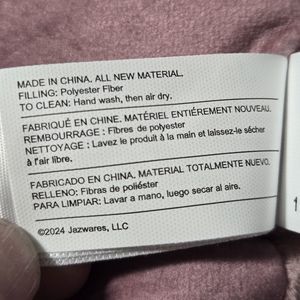 MADE IN CHINA. ALL NEW MATERIAL.
FILLING: Polyester Fiber
TO CLEAN: Hand wash, then air dry.
FABRIQUÉ EN CHINE. MATÉRIEL ENTIÉREMENT NOUVEAU.
REMBOURRAGE : Fibres de polyester
NETTOYAGE : Lavez le produit à la main et laissez-le sécher
à l'air libre.
FABRICADO EN CHINA. MATERIAL TOTALMENTE NUEVO.
RELLENO: Fibras de poliéster
PARA LIMPIAR: Lavar a mano, luego secar al aire.
©2024 Jazwares, LLC
1